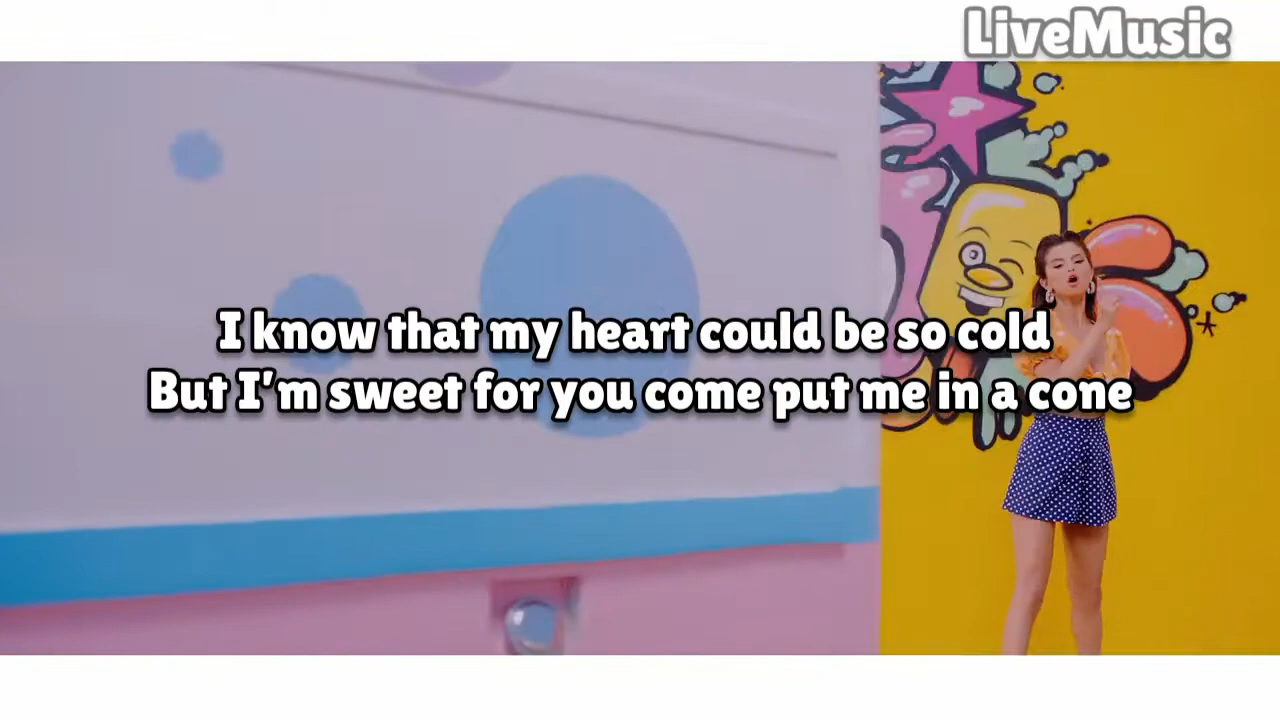 LiveMusic
I know that my heart could be so cold
But I'm sweet for you come put me in a cone